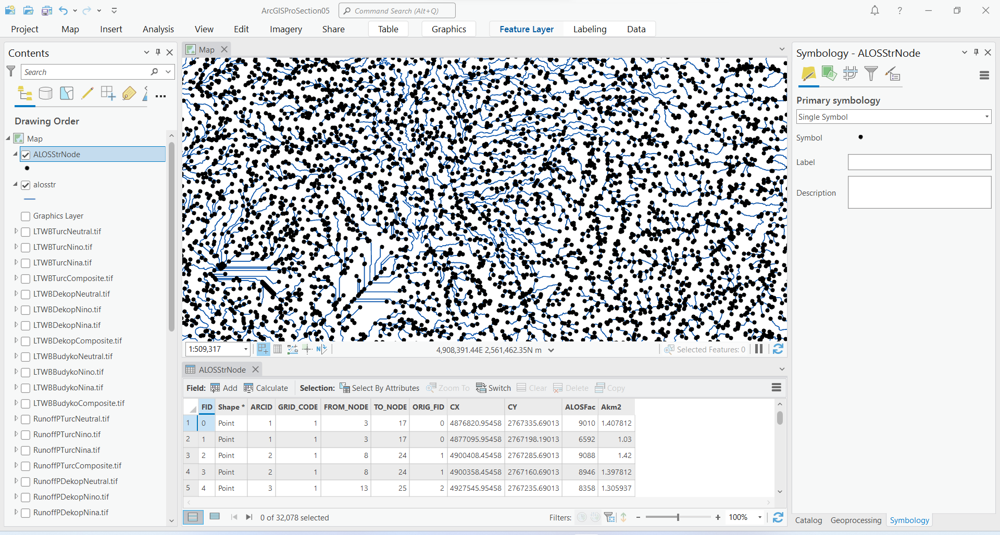 ArcGISProSection05
Command Search (Alt+Q)
?
Project Map Insert Analysis View Edit Imagery Share Table Graphics Feature Layer Labeling Data
Contents
Search
Drawing Order
Map
ALOSStrNode
alosstr
Graphics Layer
LTWBTurcNeutral.tif
LTWBTurcNino.tif
LTWBTurcNina.tif
LTWBTurcComposite.tif
LTWBDekopNeutral.tif
LTWBDekopNino.tif
LTWBDekopNina.tif
LTWBDekopComposite.tif
LTWBBudykoNeutral.tif
LTWBBudykoNino.tif
LTWBBudykoNina.tif
LTWBBudykoComposite.tif
RunoffPTurcNeutral.tif
RunoffPTurcNino.tif
RunoffPTurcNina.tif
RunoffPTurcComposite.tif
RunoffPDekopNeutral.tif
RunoffPDekopNino.tif
RunoffPDekopNina.tif
Map
1:509,317
4,908,391.44E 2,561,462.35N m
Selected Features: 0
ALOSStrNode
Field: Add Calculate Selection: Select By Attributes Zoom To Switch Clear Delete Copy
FID Shape * ARCID GRID_CODE FROM_NODE TO_NODE ORIG_FID CX CY ALOSFac Akm2
1 0 Point 1 1 3 17 0 4876820.95458 2767335.69013 9010 1.407812
2 1 Point 1 1 3 17 0 4877095.95458 2767198.19013 6592 1.03
3 2 Point 2 1 8 24 1 4900408.45458 2767285.69013 9088 1.42
4 3 Point 2 1 8 24 1 4900358.45458 2767160.69013 8946 1.397812
5 4 Point 3 1 13 25 2 4927545.95458 2767235.69013 8358 1.305937
0 of 32,078 selected
Filters:
100%
Symbology - ALOSStrNode
Primary symbology
Single Symbol
Symbol
Label
Description
Catalog Geoprocessing Symbology